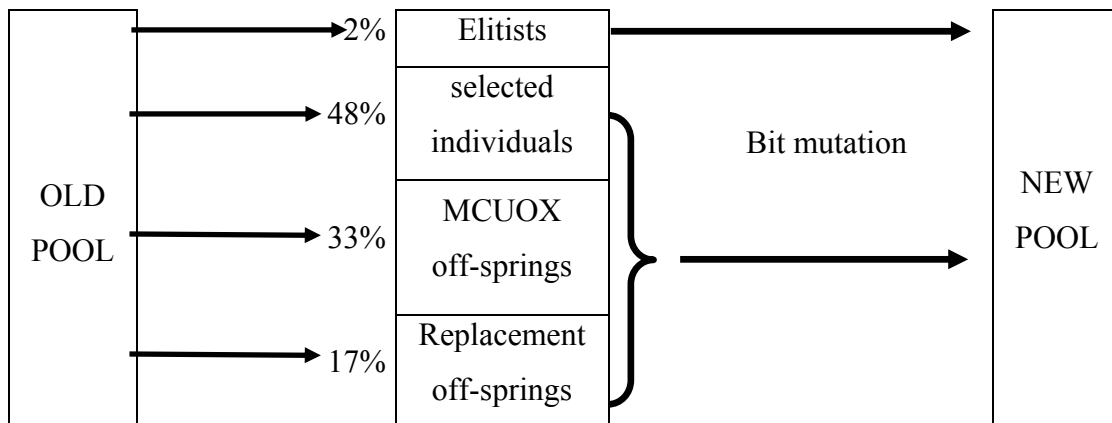 2%
Elitists
48%
selected
individuals
Bit mutation
OLD
POOL
33%
MCUOX
off-springs
NEW
POOL
17%
Replacement
off-springs